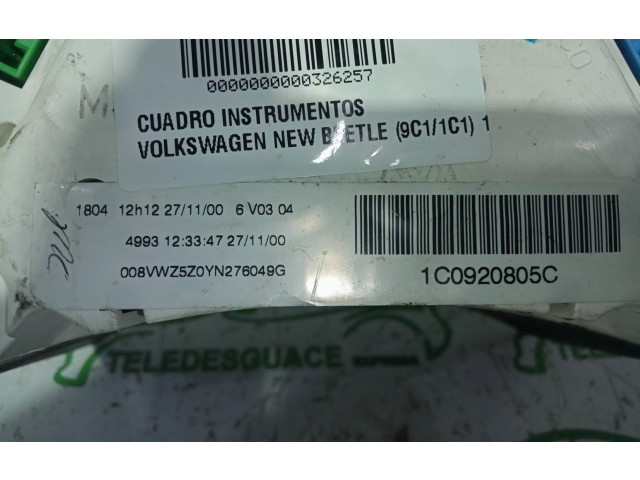 0000000000326257
CUADRO INSTRUMENTOS
VOLKSWAGEN NEW BEETLE (9C1/1C1) 1
1804 12h12 27/11/00 6 V03 04
4993 12:33:47 27/11/00
008VWZ5Z0YN276049G
1C0920805C
TELEDESGUACE